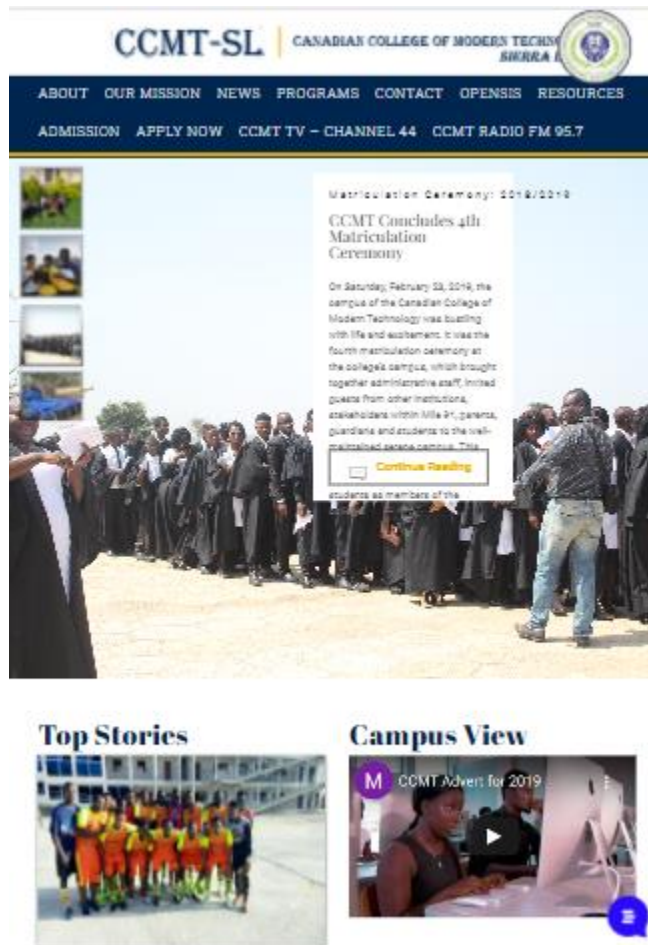 CCMT-SL
CANADIAN COLLEGE OF MODERN
ABOUT OUR MISSION NEWS PROGRAMS CONTACT OPENSIS RESOURCES
ADMISSION APPLY NOW CCMT TV – CHANNEL 44 CCMT RADIO FM 95.7
Matriculation Ceremony: 2018/2019
CCMT Concludes 4th
Matriculation
Ceremony
On Saturday, February 23, 2019, the
campus of the Canadian College of
Modern Technology was bustling
with life and excitement. It was the
fourth matriculation ceremony at
the college's campus, which brought
together administrative staff, invited
guests from other institutions,
stakeholders within Mile 91, parents,
guardians and students to the well-
maintained serene campus. This
Continue Reading
students as members of the
Top Stories
Campus View
M
CCMT Advert for 2019